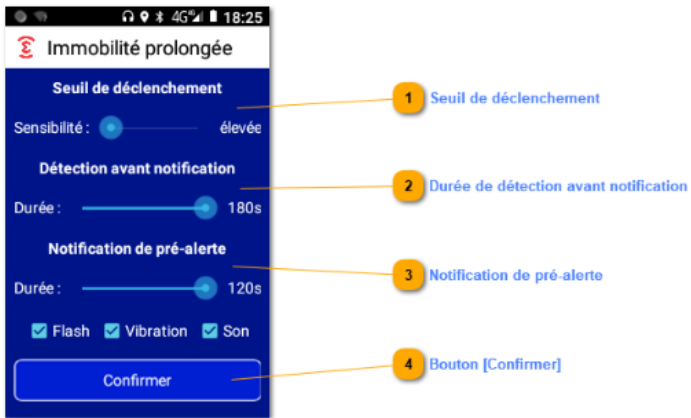 4G 18:25
Immobilité prolongée
Seuil de déclenchement
Sensibilité : élevée
Détection avant notification
Durée : 180s
Notification de pré-alerte
Durée : 120s
Flash Vibration Son
Confirmer
1 Seuil de déclenchement
2 Durée de détection avant notification
3 Notification de pré-alerte
4 Bouton [Confirmer]